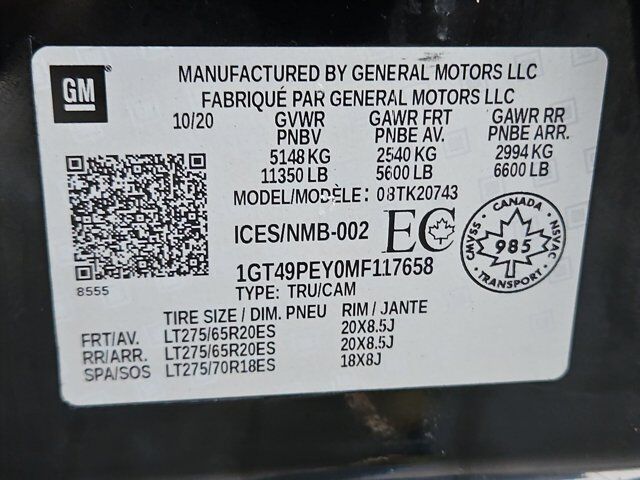 GM
MANUFACTURED BY GENERAL MOTORS LLC
FABRIQUÉ PAR GENERAL MOTORS LLC
10/20 GVWR GAWR FRT GAWR RR
PNBV PNBE AV. PNBE ARR.
5148 KG 2540 KG 2994 KG
11350 LB 5600 LB 6600 LB
MODEL/MODÈLE: 08TK20743
ICES/NMB-002 EC
CANADA
CMVSS 985 NSVAC
1GT49PEY0MF117658
8555
TYPE: TRU/CAM
TIRE SIZE / DIM. PNEU RIM / JANTE
FRT/AV. LT275/65R20ES 20X8.5J
RR/ARR. LT275/65R20ES 20X8.5J
SPA/SOS LT275/70R18ES 18X8J